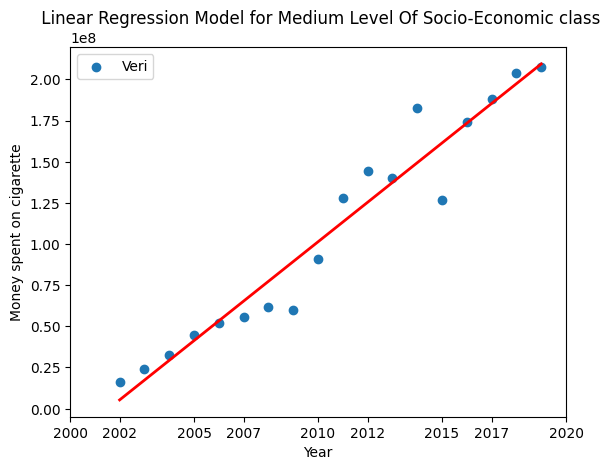 Linear Regression Model for Medium Level Of Socio-Economic class
1e8
Veri
2.00
1.75
1.50
1.25
1.00
0.75
0.50
0.25
0.00
Money spent on cigarette
2000 2002 2005 2007 2010 2012 2015 2017 2020
Year